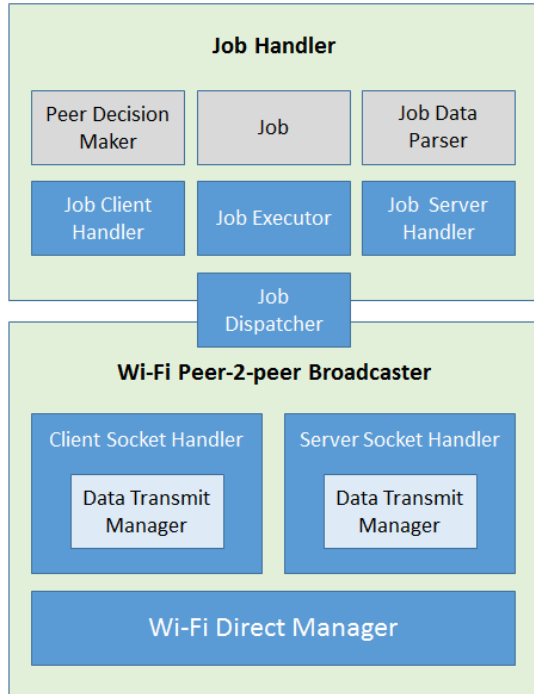 Job Handler
Peer Decision
Maker
Job
Job Data
Parser
Job Client
Handler
Job Executor
Job Server
Handler
Job
Dispatcher
Wi-Fi Peer-2-peer Broadcaster
Client Socket Handler
Data Transmit
Manager
Server Socket Handler
Data Transmit
Manager
Wi-Fi Direct Manager